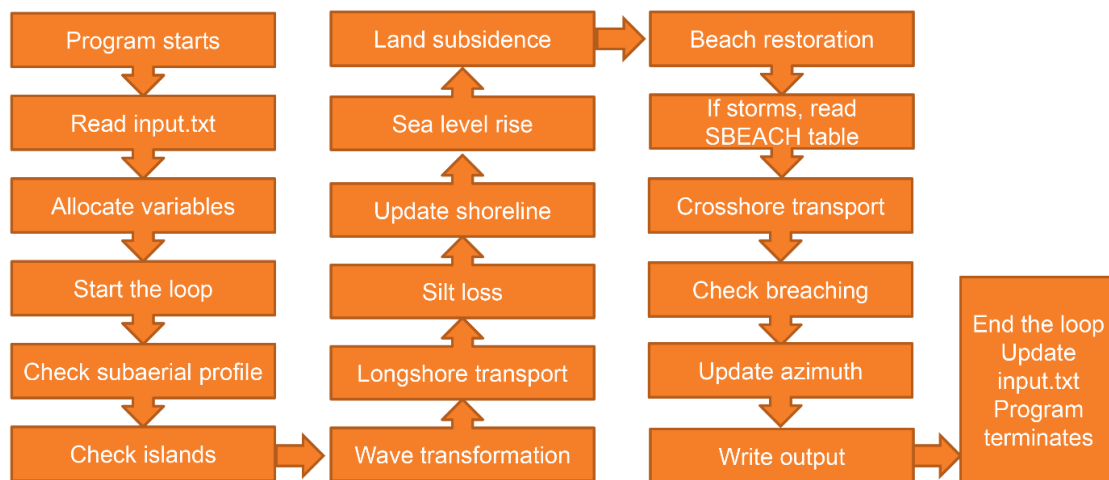 Program starts
Read input.txt
Allocate variables
Start the loop
Check subaerial profile
Check islands
Wave transformation
Longshore transport
Silt loss
Update shoreline
Sea level rise
Land subsidence
Beach restoration
If storms, read
SBEACH table
Crosshore transport
Check breaching
Update azimuth
Write output
End the loop
Update
input.txt
Program
terminates